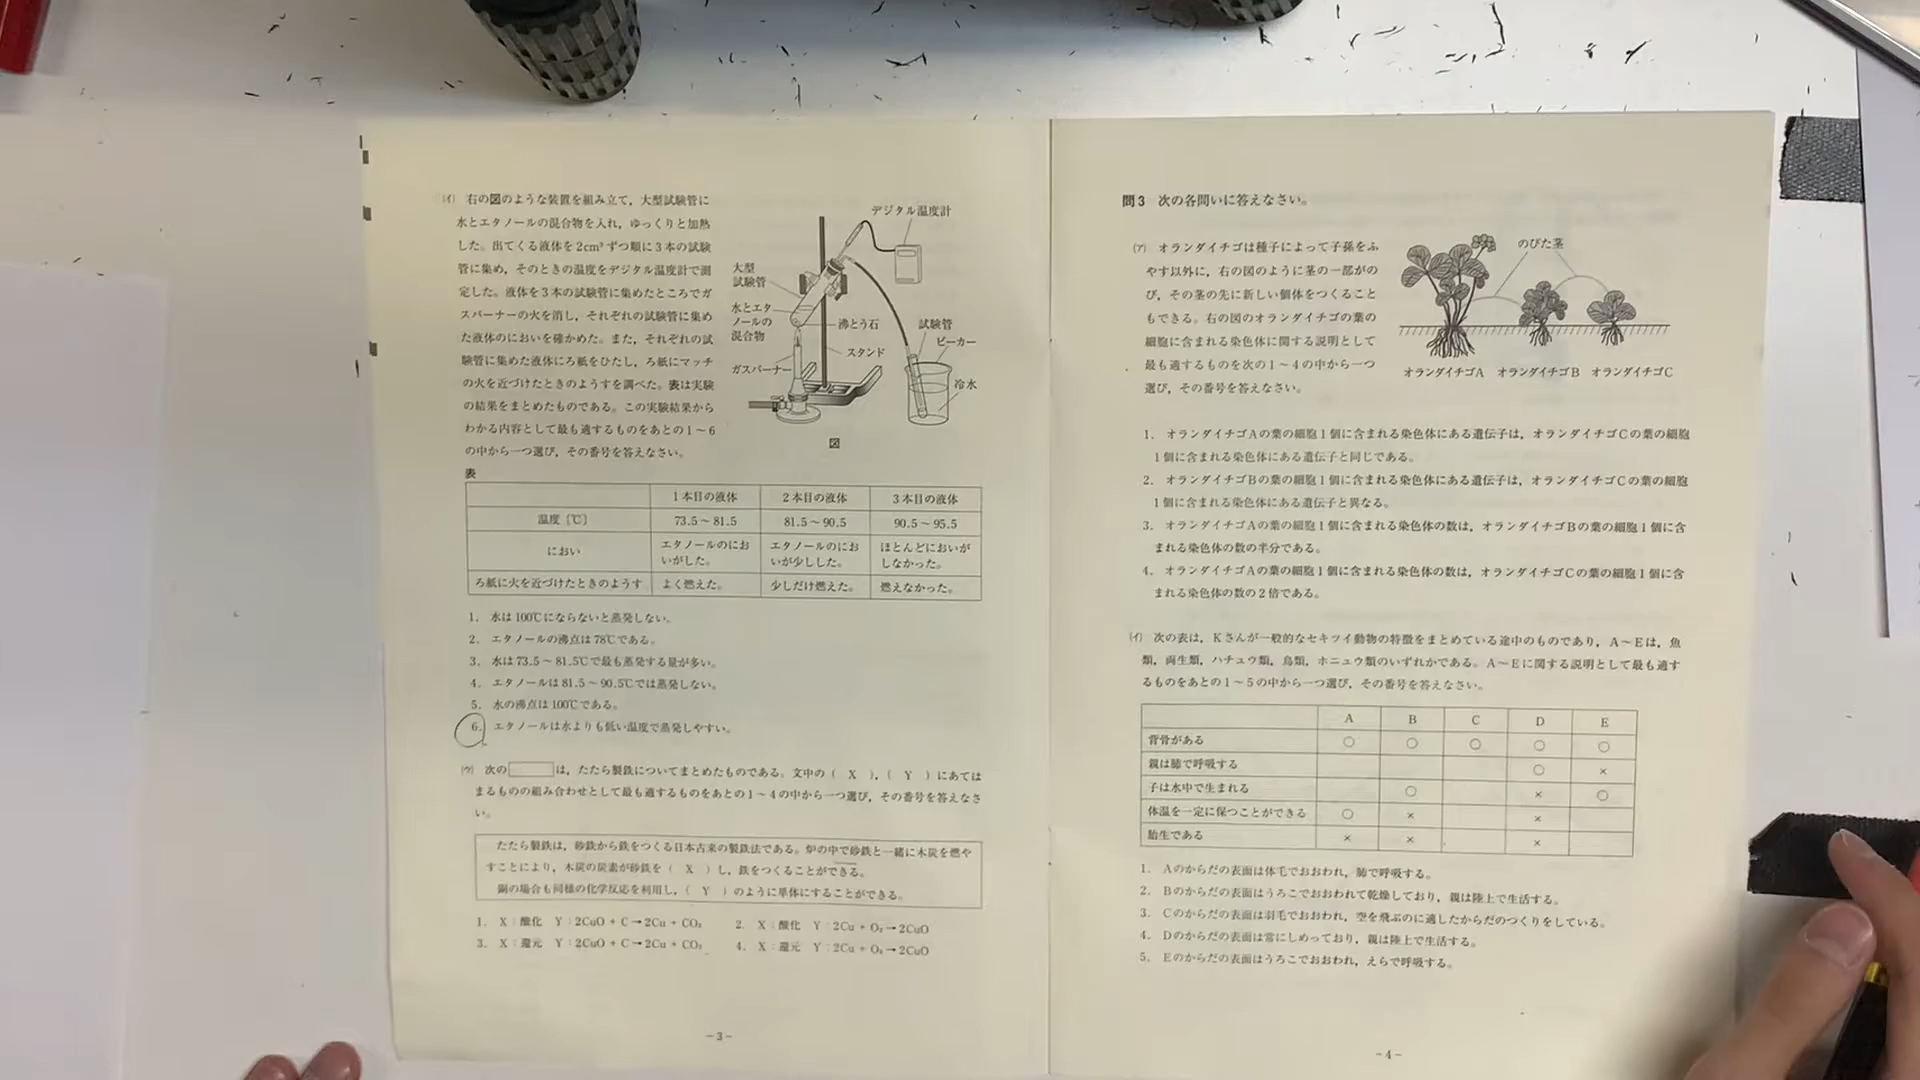 (イ) 右の図のような装置を組み立て，大型試験管に
水とエタノールの混合物を入れ，ゆっくりと加熱
した。出てくる液体を2cm³ずつ順に3本の試験
管に集め，そのときの温度をデジタル温度計で測
定した。液体を3本の試験管に集めたところでガ
スバーナーの火を消し，それぞれの試験管に集め
た液体のにおいを確かめた。また，それぞれの試
験管に集めた液体にろ紙をひたし，ろ紙にマッチ
の火を近づけたときのようすを調べた。表は実験
の結果をまとめたものである。この実験結果から
わかる内容として最も適するものをあとの1～6
の中から一つ選び，その番号を答えなさい。
デジタル温度計
大型
試験管
水とエタ
ノールの
混合物
沸とう石
試験管
ビーカー
スタンド
ガスバーナー
冷水
図
表
1本目の液体 2本目の液体 3本目の液体
温度〔℃〕 73.5～81.5 81.5～90.5 90.5～95.5
におい エタノールのにお
いがした。 エタノールのにお
いが少しした。 ほとんどにおいが
しなかった。
ろ紙に火を近づけたときのようす よく燃えた。 少しだけ燃えた。 燃えなかった。
1. 水は100℃にならないと蒸発しない。
2. エタノールの沸点は78℃である。
3. 水は73.5～81.5℃で最も蒸発する量が多い。
4. エタノールは81.5～90.5℃では蒸発しない。
5. 水の沸点は100℃である。
6. エタノールは水よりも低い温度で蒸発しやすい。
(ウ) 次の は，たたら製鉄についてまとめたものである。文中の( X )，( Y )にあては
まるものの組み合わせとして最も適するものをあとの1～4の中から一つ選び，その番号を答えなさ
い。
たたら製鉄は，砂鉄から鉄をつくる日本古来の製鉄法である。炉の中で砂鉄と一緒に木炭を燃や
すことにより，木炭の炭素が砂鉄を( X )し，鉄をつくることができる。
銅の場合も同様の化学反応を利用し，( Y )のように単体にすることができる。
1. X：酸化 Y：2CuO + C → 2Cu + CO₂ 2. X：酸化 Y：2Cu + O₂ → 2CuO
3. X：還元 Y：2CuO + C → 2Cu + CO₂ 4. X：還元 Y：2Cu + O₂ → 2CuO
－3－
問3 次の各問いに答えなさい。
(ア) オランダイチゴは種子によって子孫をふ
やす以外に，右の図のように茎の一部がの
び，その茎の先に新しい個体をつくること
もできる。右の図のオランダイチゴの葉の
細胞に含まれる染色体に関する説明として
最も適するものを次の1～4の中から一つ
選び，その番号を答えなさい。
のびた茎
オランダイチゴA オランダイチゴB オランダイチゴC
1. オランダイチゴAの葉の細胞1個に含まれる染色体にある遺伝子は，オランダイチゴCの葉の細胞
1個に含まれる染色体にある遺伝子と同じである。
2. オランダイチゴBの葉の細胞1個に含まれる染色体にある遺伝子は，オランダイチゴCの葉の細胞
1個に含まれる染色体にある遺伝子と異なる。
3. オランダイチゴAの葉の細胞1個に含まれる染色体の数は，オランダイチゴBの葉の細胞1個に含
まれる染色体の数の半分である。
4. オランダイチゴAの葉の細胞1個に含まれる染色体の数は，オランダイチゴCの葉の細胞1個に含
まれる染色体の数の2倍である。
(イ) 次の表は，Kさんが一般的なセキツイ動物の特徴をまとめている途中のものであり，A～Eは，魚
類，両生類，ハチュウ類，鳥類，ホニュウ類のいずれかである。A～Eに関する説明として最も適す
るものをあとの1～5の中から一つ選び，その番号を答えなさい。
A B C D E
背骨がある ○ ○ ○ ○ ○
親は肺で呼吸する ○ ×
子は水中で生まれる ○ × ○
体温を一定に保つことができる ○ × ×
胎生である × × ×
1. Aのからだの表面は体毛でおおわれ，肺で呼吸する。
2. Bのからだの表面はうろこでおおわれて乾燥しており，親は陸上で生活する。
3. Cのからだの表面は羽毛でおおわれ，空を飛ぶのに適したからだのつくりをしている。
4. Dのからだの表面は常にしめっており，親は陸上で生活する。
5. Eのからだの表面はうろこでおおわれ，えらで呼吸する。
－4－